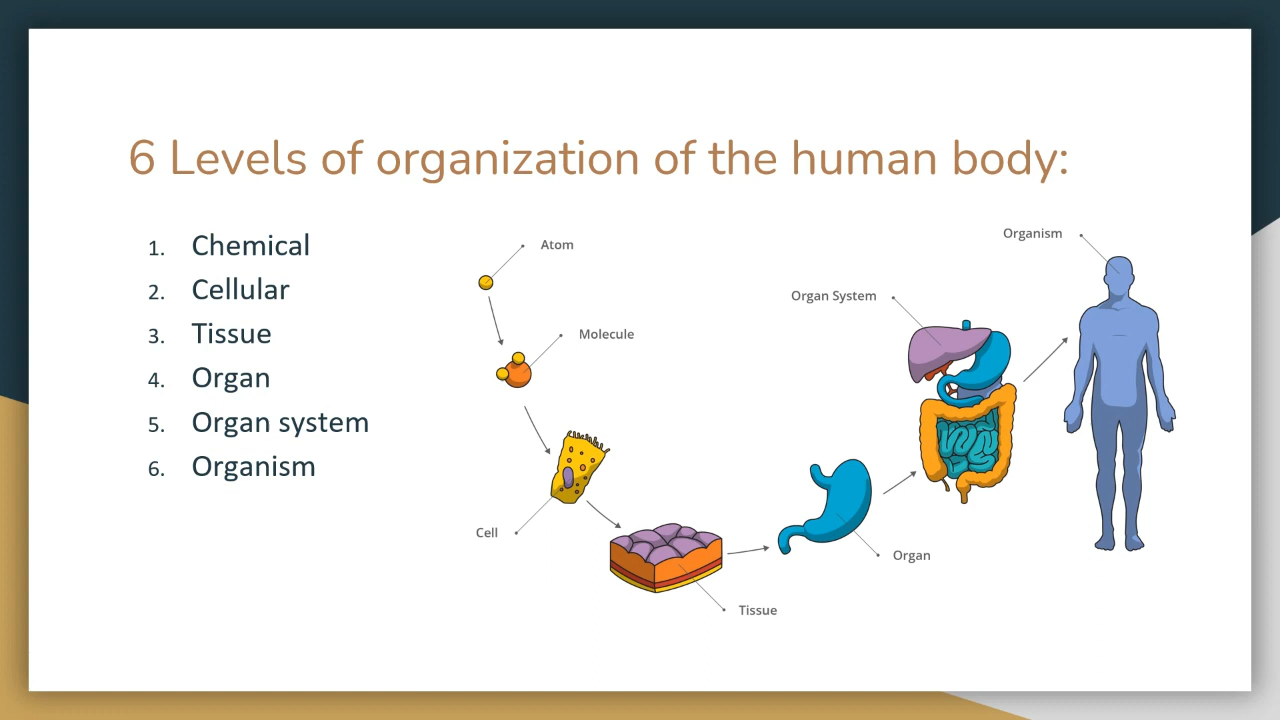 6 Levels of organization of the human body:
1. Chemical
2. Cellular
3. Tissue
4. Organ
5. Organ system
6. Organism
Atom
Molecule
Cell
Tissue
Organ
Organ System
Organism